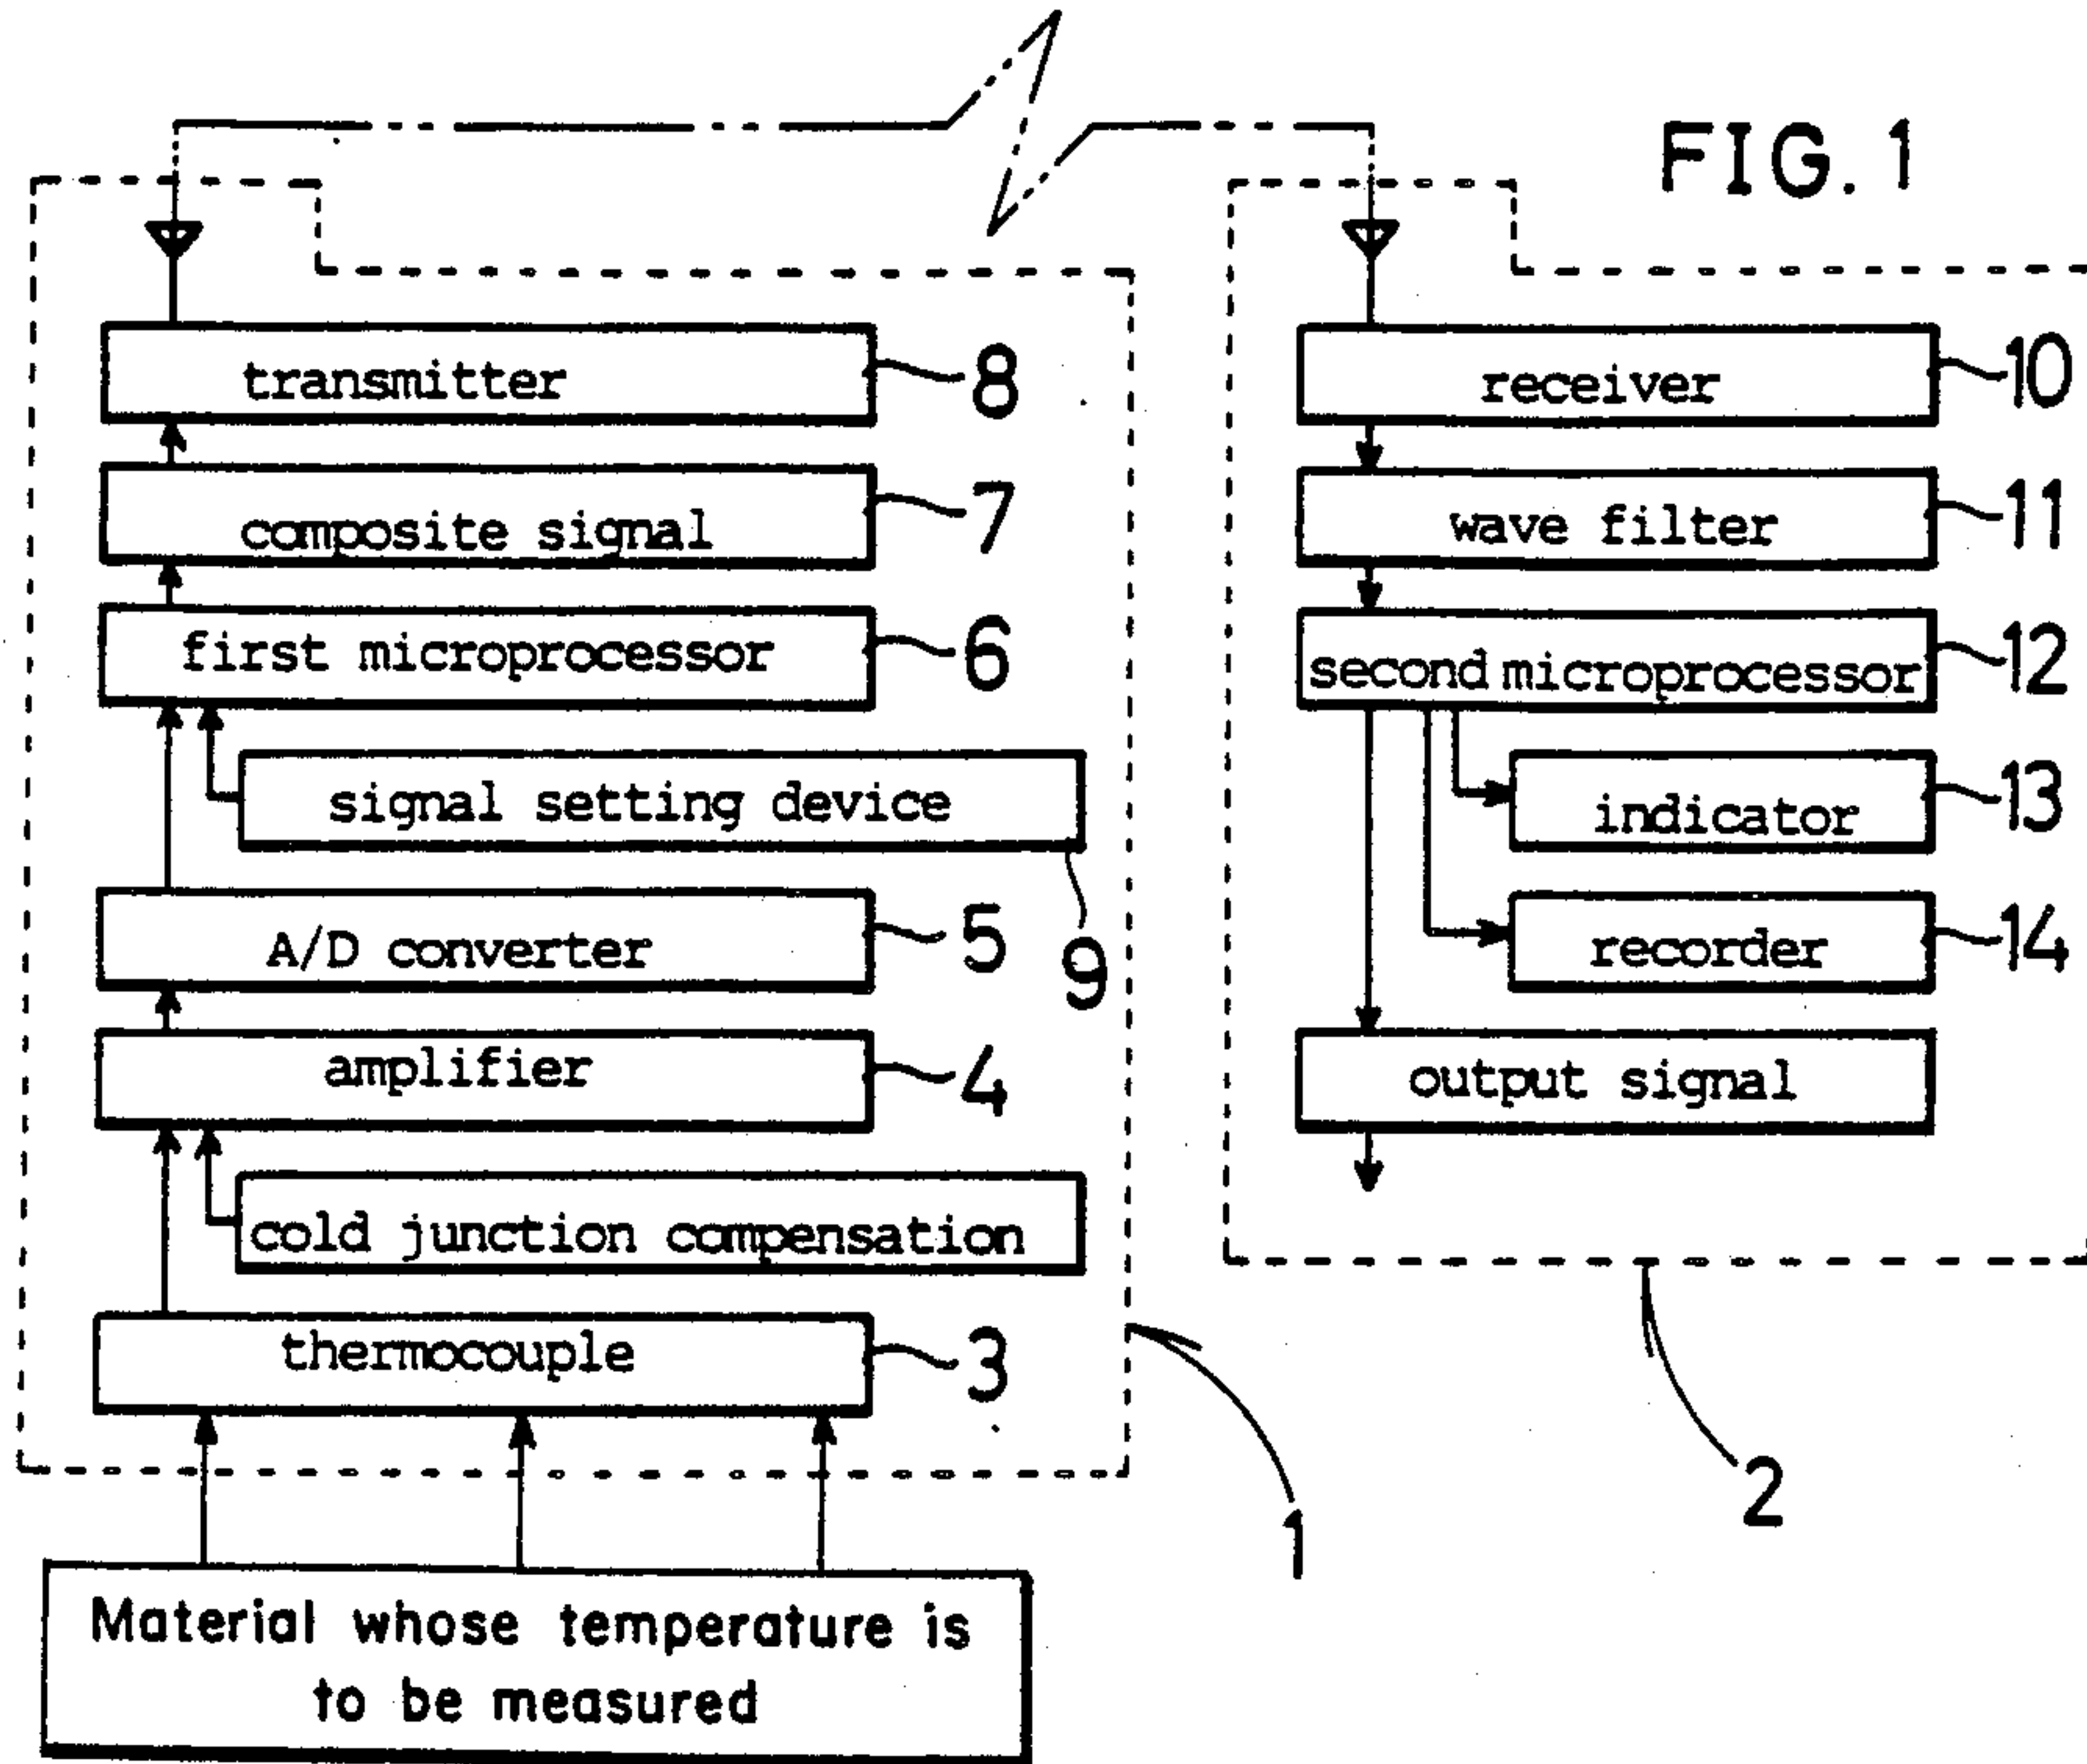 FIG. 1
transmitter
8
composite signal
7
first microprocessor
6
signal setting device
9
A/D converter
5
amplifier
4
cold junction compensation
thermocouple
3
1
Material whose temperature is
to be measured
receiver
10
wave filter
11
second microprocessor
12
indicator
13
recorder
14
output signal
2